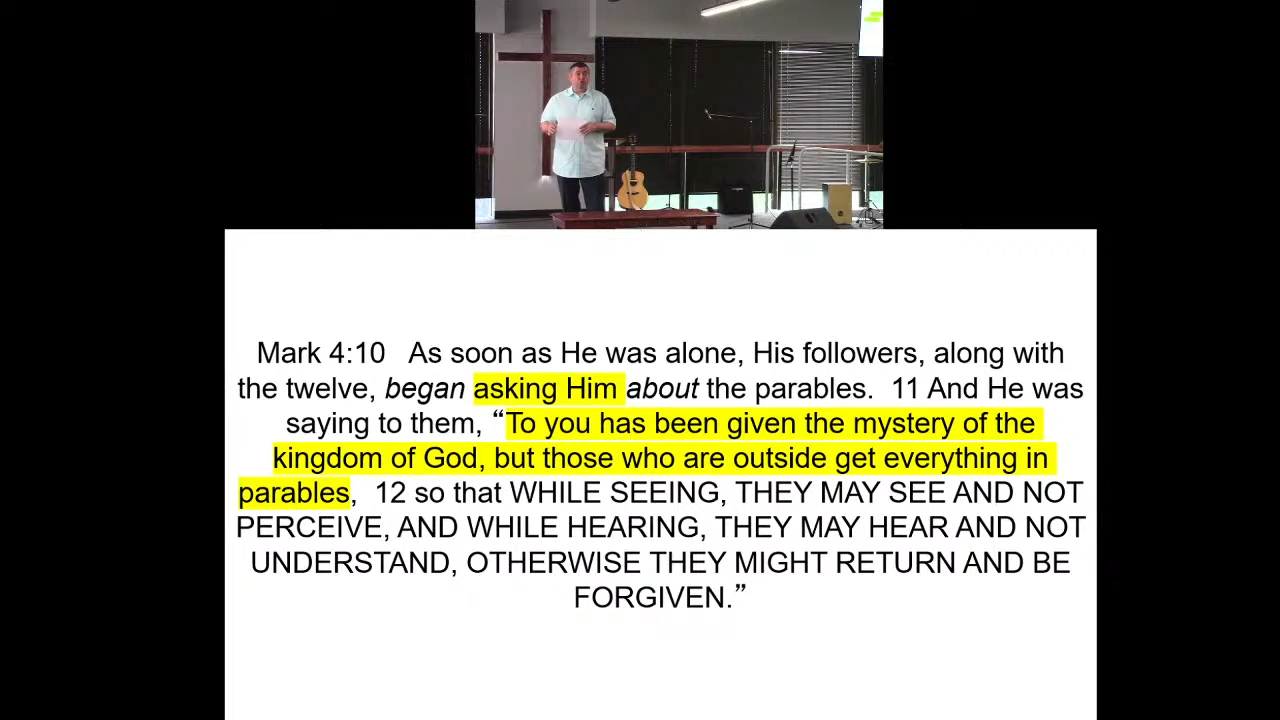 Mark 4:10 As soon as He was alone, His followers, along with
the twelve, began asking Him about the parables. 11 And He was
saying to them, “To you has been given the mystery of the
kingdom of God, but those who are outside get everything in
parables, 12 so that WHILE SEEING, THEY MAY SEE AND NOT
PERCEIVE, AND WHILE HEARING, THEY MAY HEAR AND NOT
UNDERSTAND, OTHERWISE THEY MIGHT RETURN AND BE
FORGIVEN.”